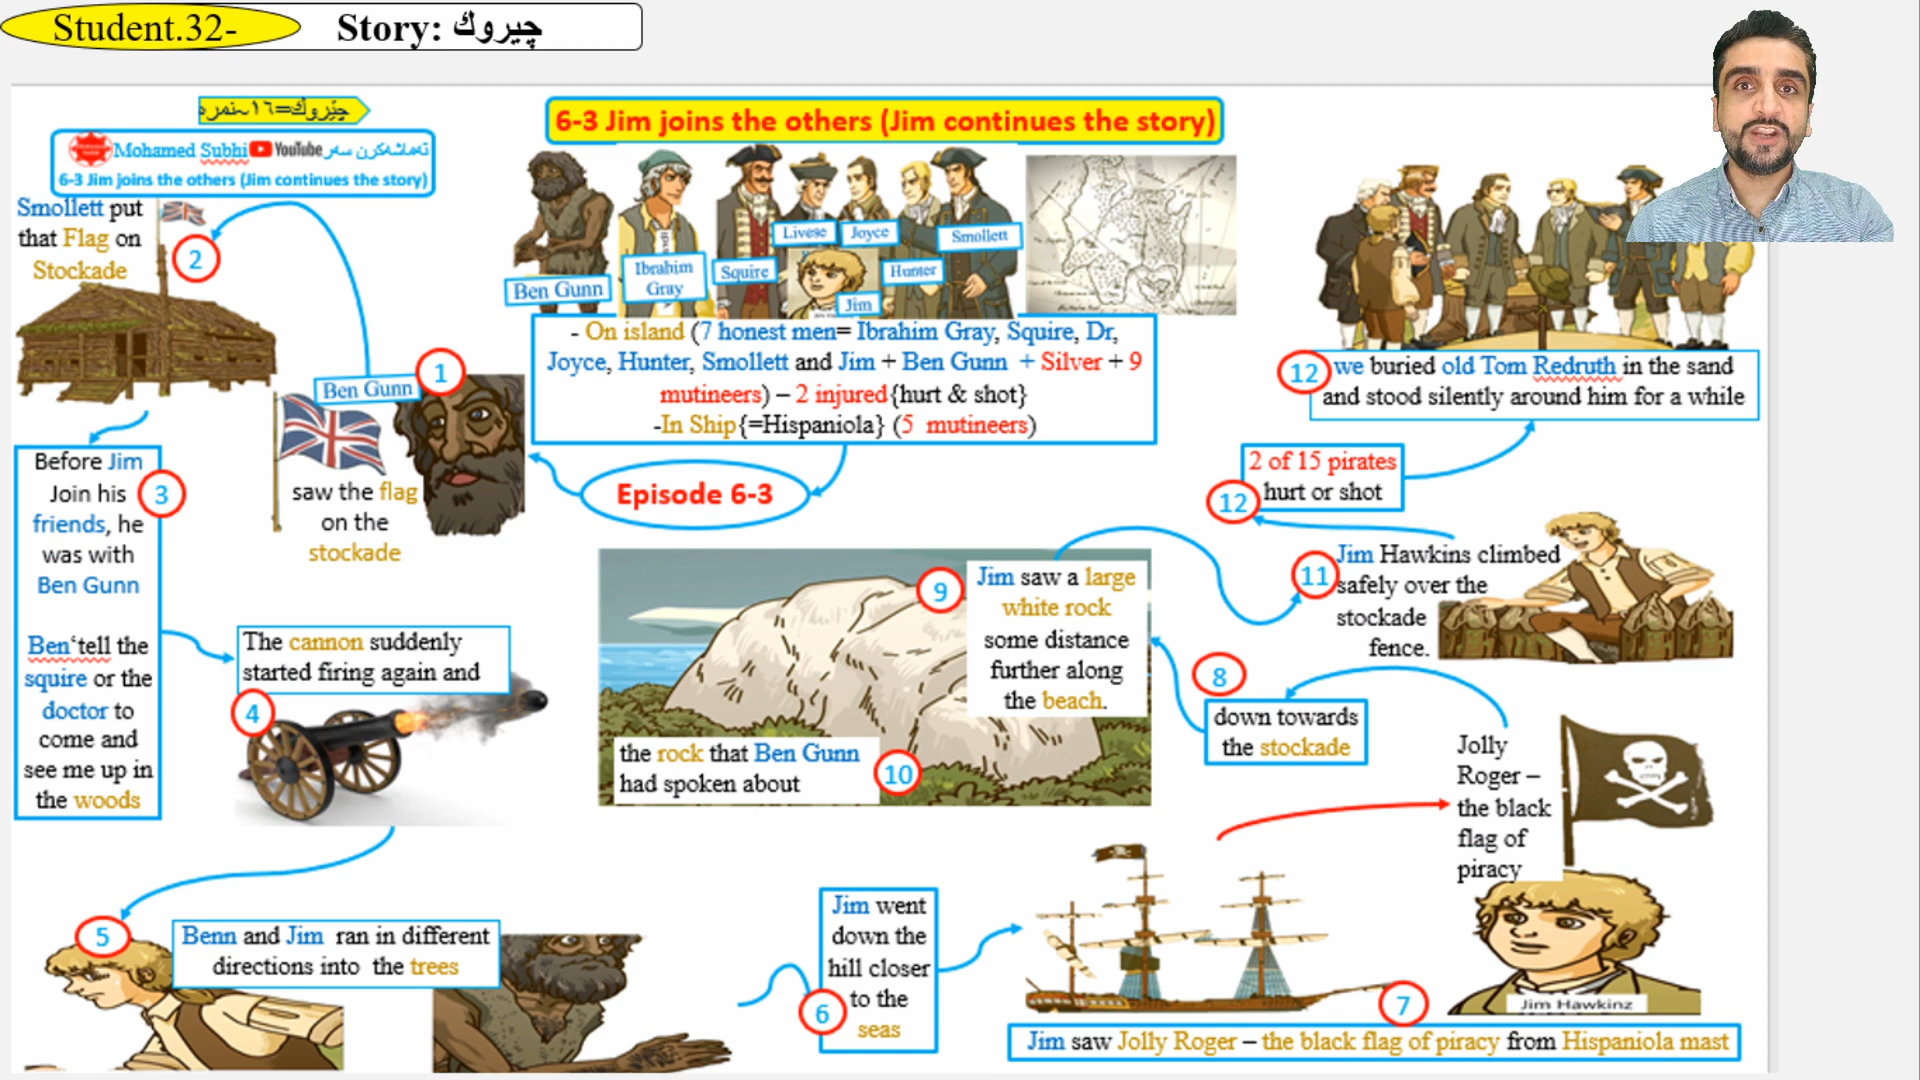 Student.32-
Story: چیروك
چێڕوك=١٦نمره
Mohamed Subhi YouTube تەماشەکرن سەر
6-3 Jim joins the others (Jim continues the story)
6-3 Jim joins the others (Jim continues the story)
Smollett put
that Flag on
Stockade
2
Ben Gunn
Ibrahim
Gray
Squire
Livese
Joyce
Jim
Hunter
Smollett
- On island (7 honest men= Ibrahim Gray, Squire, Dr,
Joyce, Hunter, Smollett and Jim + Ben Gunn + Silver + 9
mutineers) – 2 injured{hurt & shot}
-In Ship{=Hispaniola} (5 mutineers)
Episode 6-3
Ben Gunn
1
saw the flag
on the
stockade
Before Jim
Join his
friends, he
was with
Ben Gunn
3
Ben‘tell the
squire or the
doctor to
come and
see me up in
the woods
The cannon suddenly
started firing again and
4
5
Benn and Jim ran in different
directions into the trees
Jim went
down the
hill closer
to the
seas
6
7
Jim saw Jolly Roger – the black flag of piracy from Hispaniola mast
Jim Hawkinz
Jolly
Roger –
the black
flag of
piracy
8
down towards
the stockade
9
Jim saw a large
white rock
some distance
further along
the beach.
the rock that Ben Gunn
had spoken about
10
11
Jim Hawkins climbed
safely over the
stockade
fence.
2 of 15 pirates
hurt or shot
12
12
we buried old Tom Redruth in the sand
and stood silently around him for a while